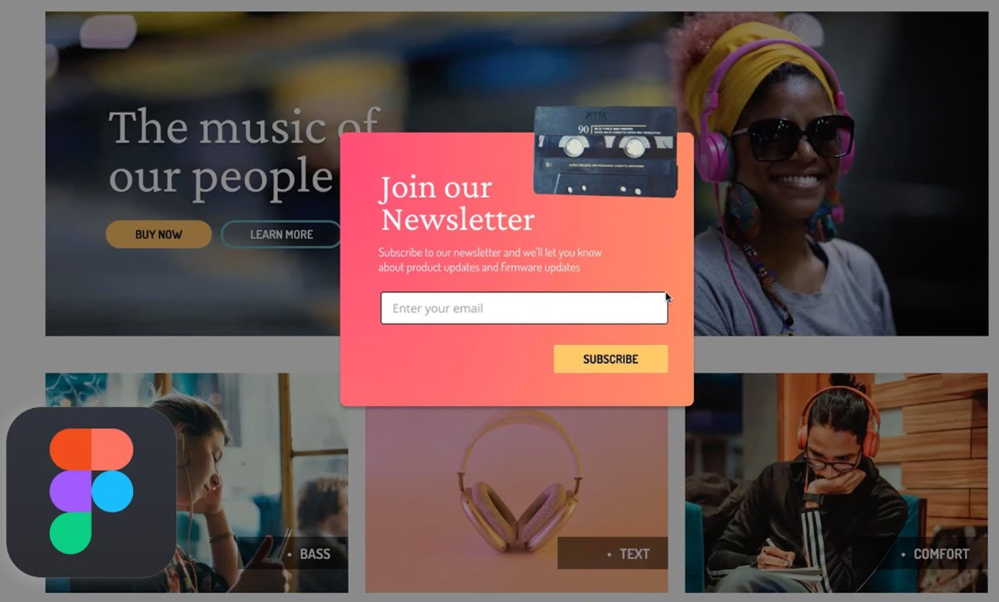 The music of
our people
BUY NOW
LEARN MORE
90
Join our
Newsletter
Subscribe to our newsletter and we'll let you know
about product updates and firmware updates
Enter your email
SUBSCRIBE
• BASS
• TEXT
• COMFORT